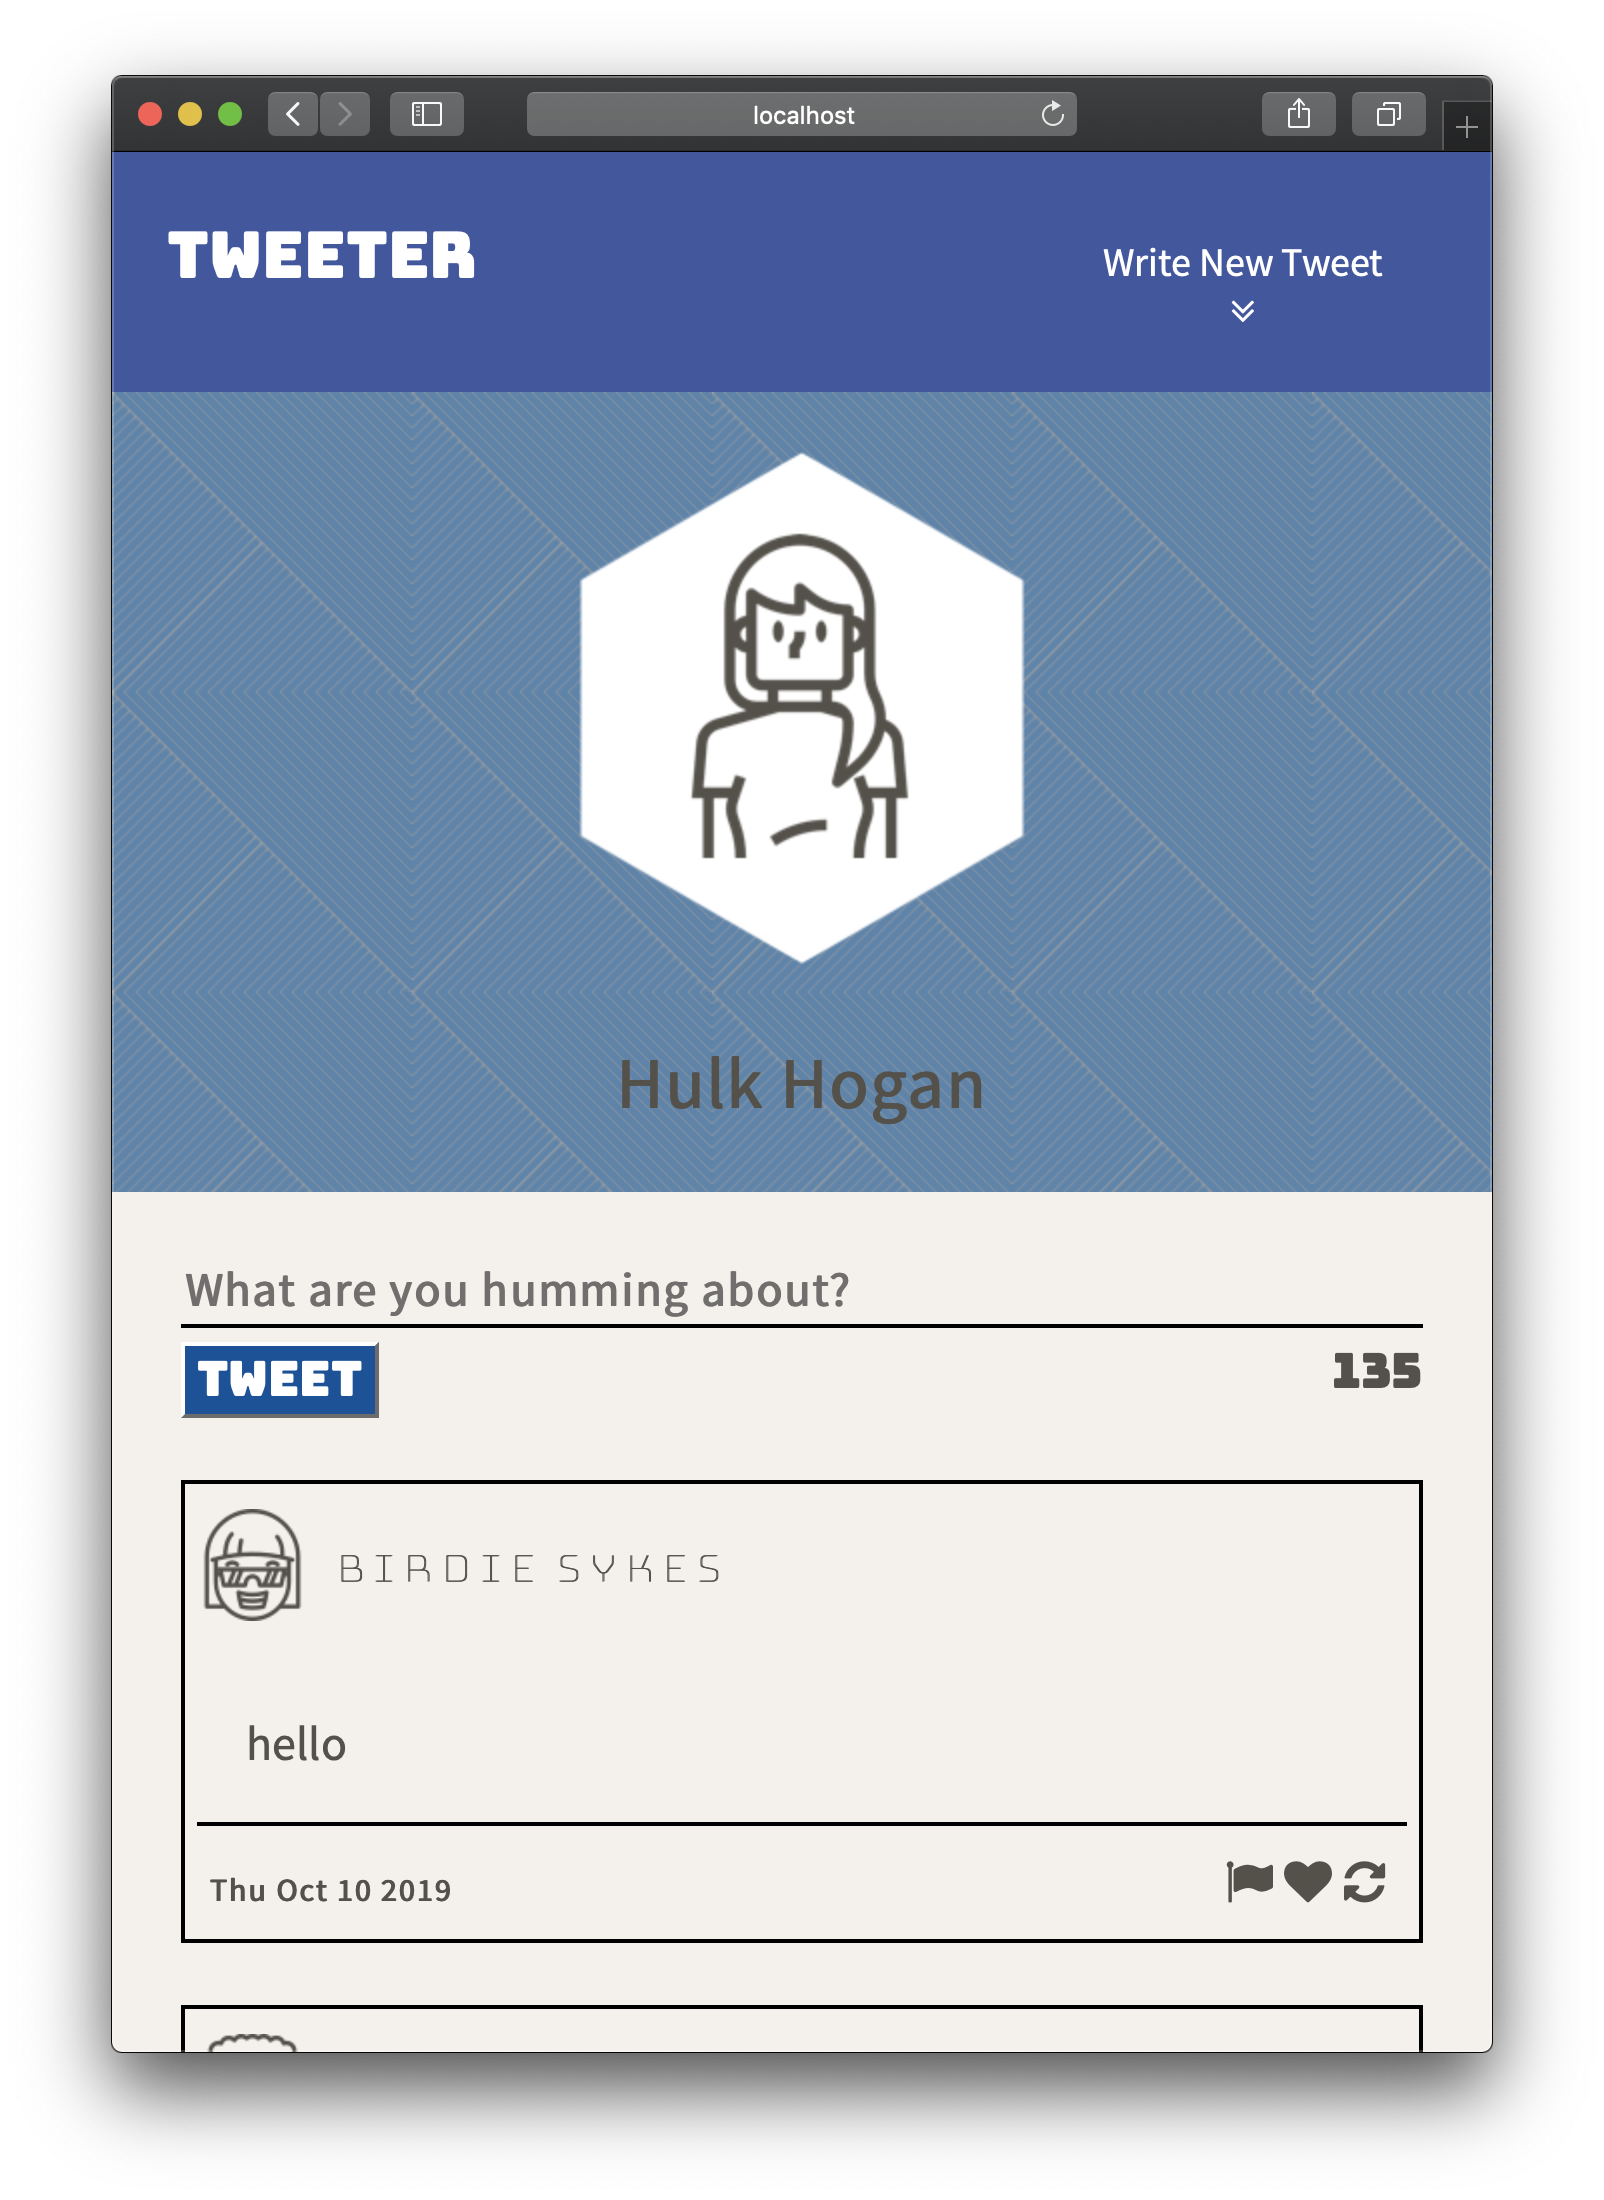 localhost
TWEETER
Write New Tweet
Hulk Hogan
What are you humming about?
TWEET
135
BIRDIE SYKES
hello
Thu Oct 10 2019